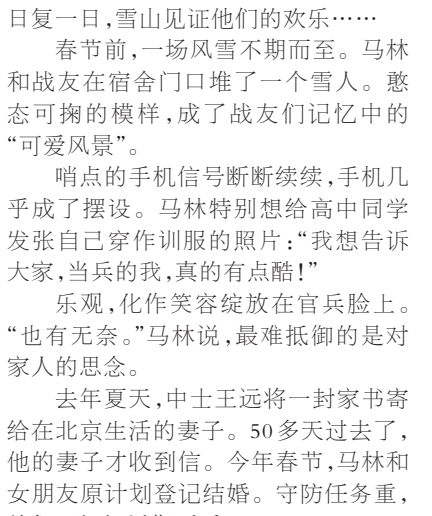 日复一日,雪山见证他们的欢乐……
春节前,一场风雪不期而至。马林
和战友在宿舍门口堆了一个雪人。憨
态可掬的模样,成了战友们记忆中的
“可爱风景”。
哨点的手机信号断断续续,手机几
乎成了摆设。马林特别想给高中同学
发张自己穿作训服的照片:“我想告诉
大家,当兵的我,真的有点酷!”
乐观,化作笑容绽放在官兵脸上。
“也有无奈。”马林说,最难抵御的是对
家人的思念。
去年夏天,中士王远将一封家书寄
给在北京生活的妻子。50多天过去了,
他的妻子才收到信。今年春节,马林和
女朋友原计划登记结婚。守防任务重,